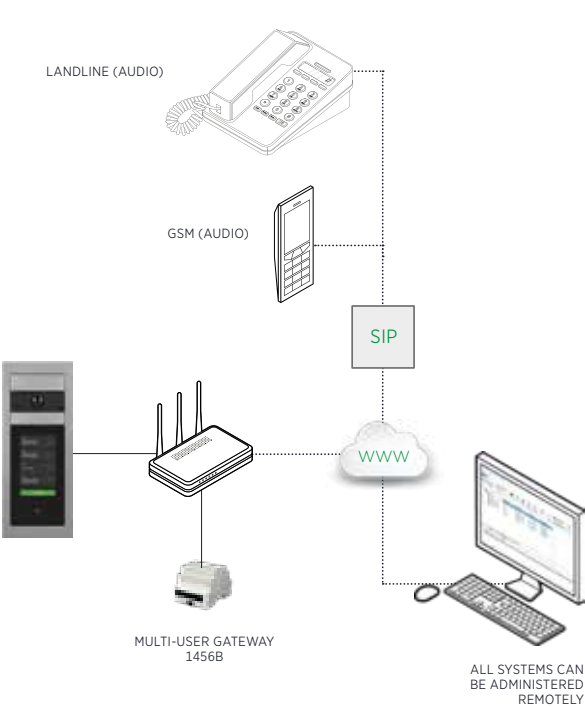 LANDLINE (AUDIO)
GSM (AUDIO)
SIP
WWW
MULTI-USER GATEWAY
1456B
ALL SYSTEMS CAN
BE ADMINISTERED
REMOTELY